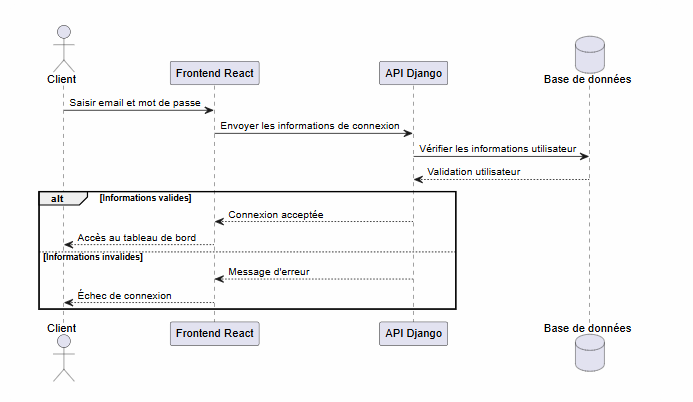 Client
Frontend React
API Django
Base de données
Saisir email et mot de passe
Envoyer les informations de connexion
Vérifier les informations utilisateur
Validation utilisateur
alt
[Informations valides]
Connexion acceptée
Accès au tableau de bord
[Informations invalides]
Message d'erreur
Échec de connexion
Client
Frontend React
API Django
Base de données